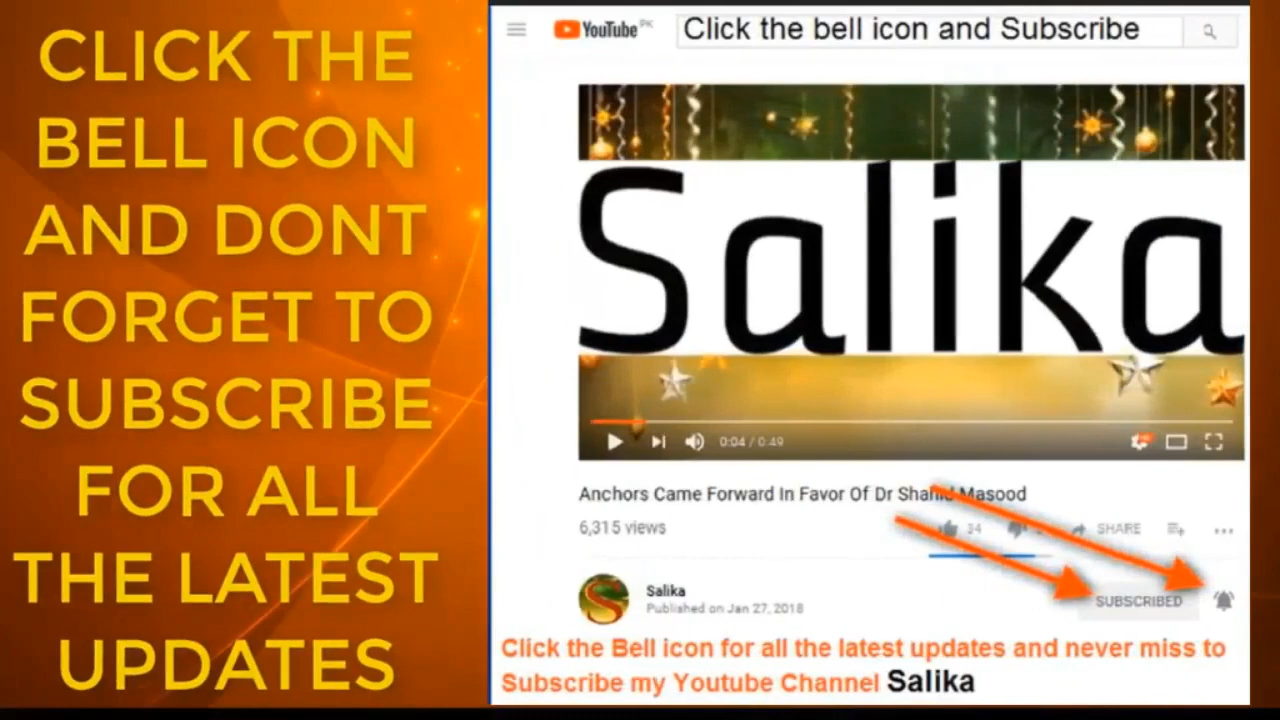 CLICK THE
BELL ICON
AND DONT
FORGET TO
SUBSCRIBE
FOR ALL
THE LATEST
UPDATES
YouTube PK
Click the bell icon and Subscribe
Salika
0:04 / 0:49
Anchors Came Forward In Favor Of Dr Shahid Masood
6,315 views
34
SHARE
Salika
Published on Jan 27, 2018
SUBSCRIBED
Click the Bell icon for all the latest updates and never miss to
Subscribe my Youtube Channel Salika